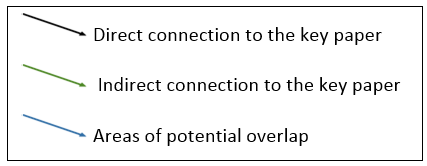 Direct connection to the key paper
Indirect connection to the key paper
Areas of potential overlap